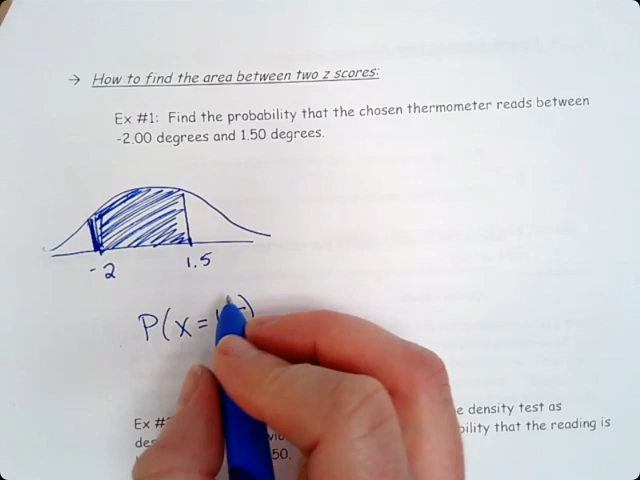 → How to find the area between two z scores:
Ex #1: Find the probability that the chosen thermometer reads between
-2.00 degrees and 1.50 degrees.
-2 1.5
P(x=
e density test as
Ex #
bility that the reading is
50.